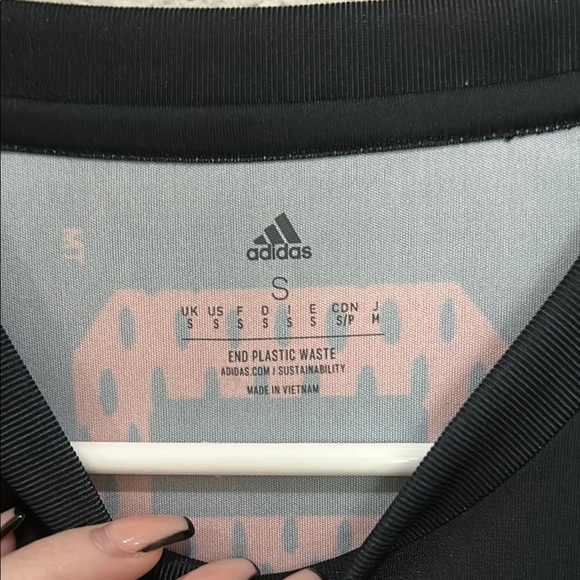 adidas
S
UK US F D I E CDN J
S S S S S S S/P M
END PLASTIC WASTE
ADIDAS.COM / SUSTAINABILITY
MADE IN VIETNAM